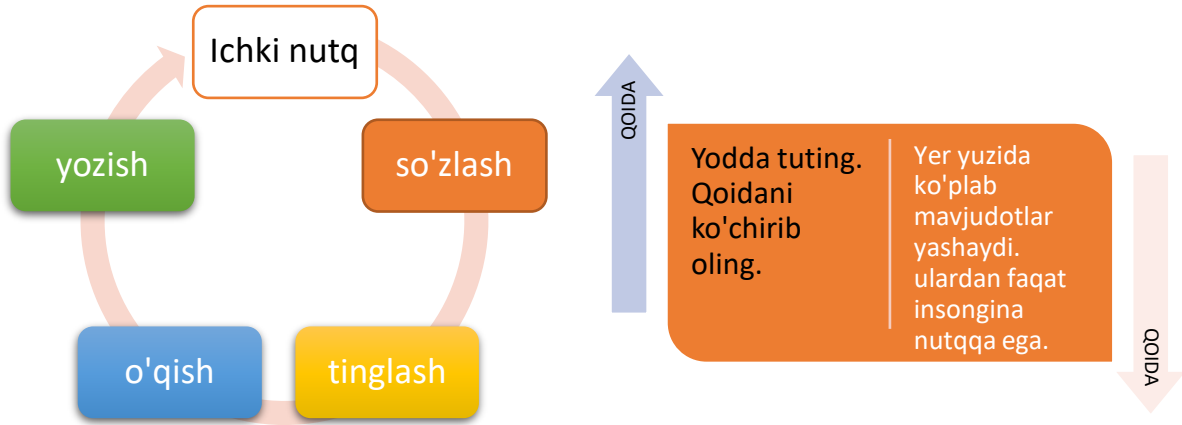 Ichki nutq
so'zlash
tinglash
o'qish
yozish
QOIDA
Yodda tuting.
Qoidani
ko'chirib
oling.
Yer yuzida
ko'plab
mavjudotlar
yashaydi.
ulardan faqat
insongina
nutqqa ega.
QOIDA